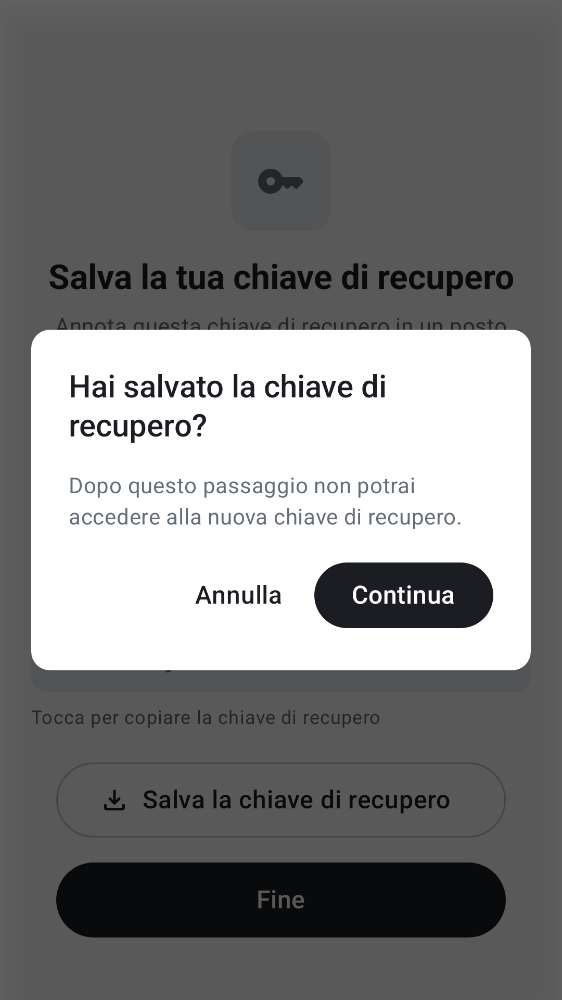 Salva la tua chiave di recupero
Annota questa chiave di recupero in un posto
Hai salvato la chiave di
recupero?
Dopo questo passaggio non potrai
accedere alla nuova chiave di recupero.
Annulla
Continua
Tocca per copiare la chiave di recupero
Salva la chiave di recupero
Fine